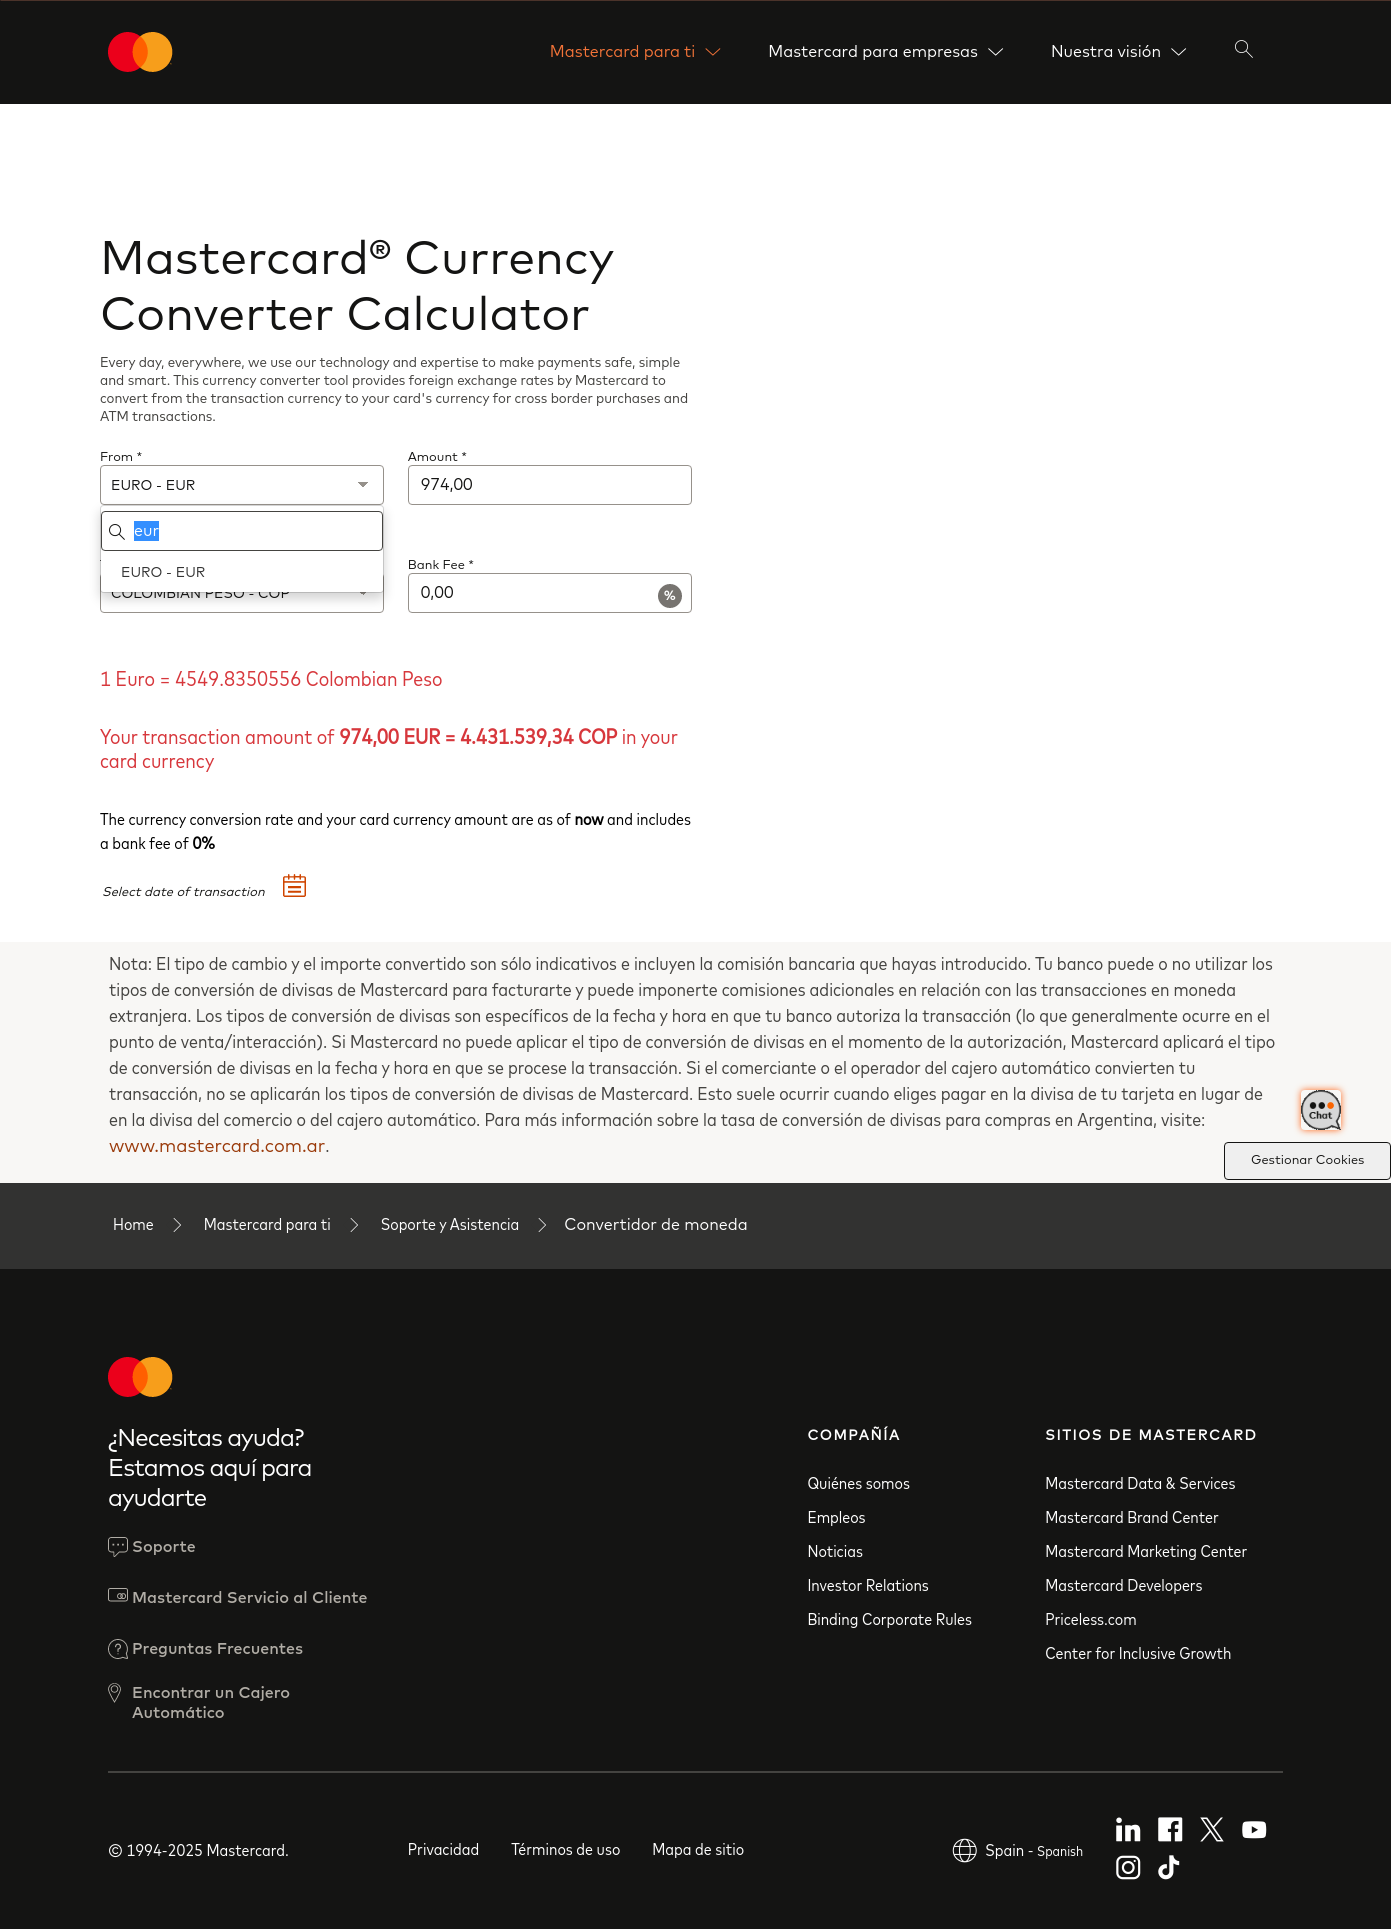 Mastercard para ti
Mastercard para empresas
Nuestra visión
Mastercard® Currency
Converter Calculator
Every day, everywhere, we use our technology and expertise to make payments safe, simple
and smart. This currency converter tool provides foreign exchange rates by Mastercard to
convert from the transaction currency to your card's currency for cross border purchases and
ATM transactions.
From *
Amount *
EURO - EUR
974,00
eur
EURO - EUR
Bank Fee *
COLOMBIAN PESO - COP
0,00
%
1 Euro = 4549.8350556 Colombian Peso
Your transaction amount of 974,00 EUR = 4.431.539,34 COP in your
card currency
The currency conversion rate and your card currency amount are as of now and includes
a bank fee of 0%
Select date of transaction
Nota: El tipo de cambio y el importe convertido son sólo indicativos e incluyen la comisión bancaria que hayas introducido. Tu banco puede o no utilizar los
tipos de conversión de divisas de Mastercard para facturarte y puede imponerte comisiones adicionales en relación con las transacciones en moneda
extranjera. Los tipos de conversión de divisas son específicos de la fecha y hora en que tu banco autoriza la transacción (lo que generalmente ocurre en el
punto de venta/interacción). Si Mastercard no puede aplicar el tipo de conversión de divisas en el momento de la autorización, Mastercard aplicará el tipo
de conversión de divisas en la fecha y hora en que se procese la transacción. Si el comerciante o el operador del cajero automático convierten tu
transacción, no se aplicarán los tipos de conversión de divisas de Mastercard. Esto suele ocurrir cuando eliges pagar en la divisa de tu tarjeta en lugar de
en la divisa del comercio o del cajero automático. Para más información sobre la tasa de conversión de divisas para compras en Argentina, visite:
www.mastercard.com.ar.
Chat
Gestionar Cookies
Home
Mastercard para ti
Soporte y Asistencia
Convertidor de moneda
¿Necesitas ayuda?
Estamos aquí para
ayudarte
Soporte
Mastercard Servicio al Cliente
Preguntas Frecuentes
Encontrar un Cajero
Automático
COMPAÑÍA
Quiénes somos
Empleos
Noticias
Investor Relations
Binding Corporate Rules
SITIOS DE MASTERCARD
Mastercard Data & Services
Mastercard Brand Center
Mastercard Marketing Center
Mastercard Developers
Priceless.com
Center for Inclusive Growth
© 1994-2025 Mastercard.
Privacidad
Términos de uso
Mapa de sitio
Spain - Spanish